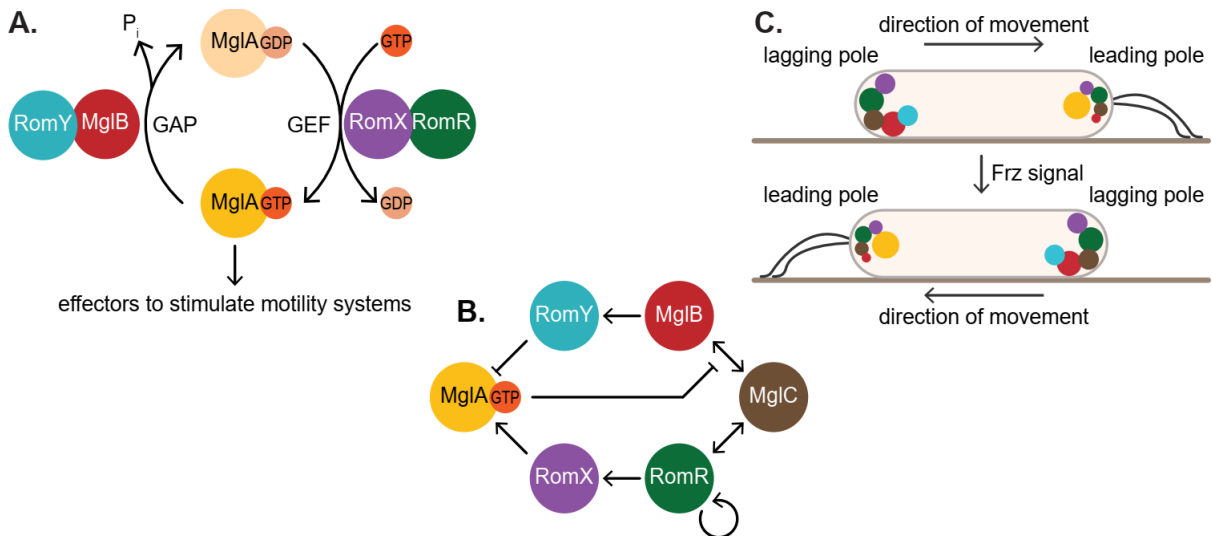 A.
P i
MglA GDP
GTP
RomY MglB
GAP
GEF
RomX RomR
MglA GTP
GDP
effectors to stimulate motility systems
B.
RomY
MglB
MglA GTP
MglC
RomX
RomR
C.
direction of movement
lagging pole
leading pole
Frz signal
leading pole
lagging pole
direction of movement